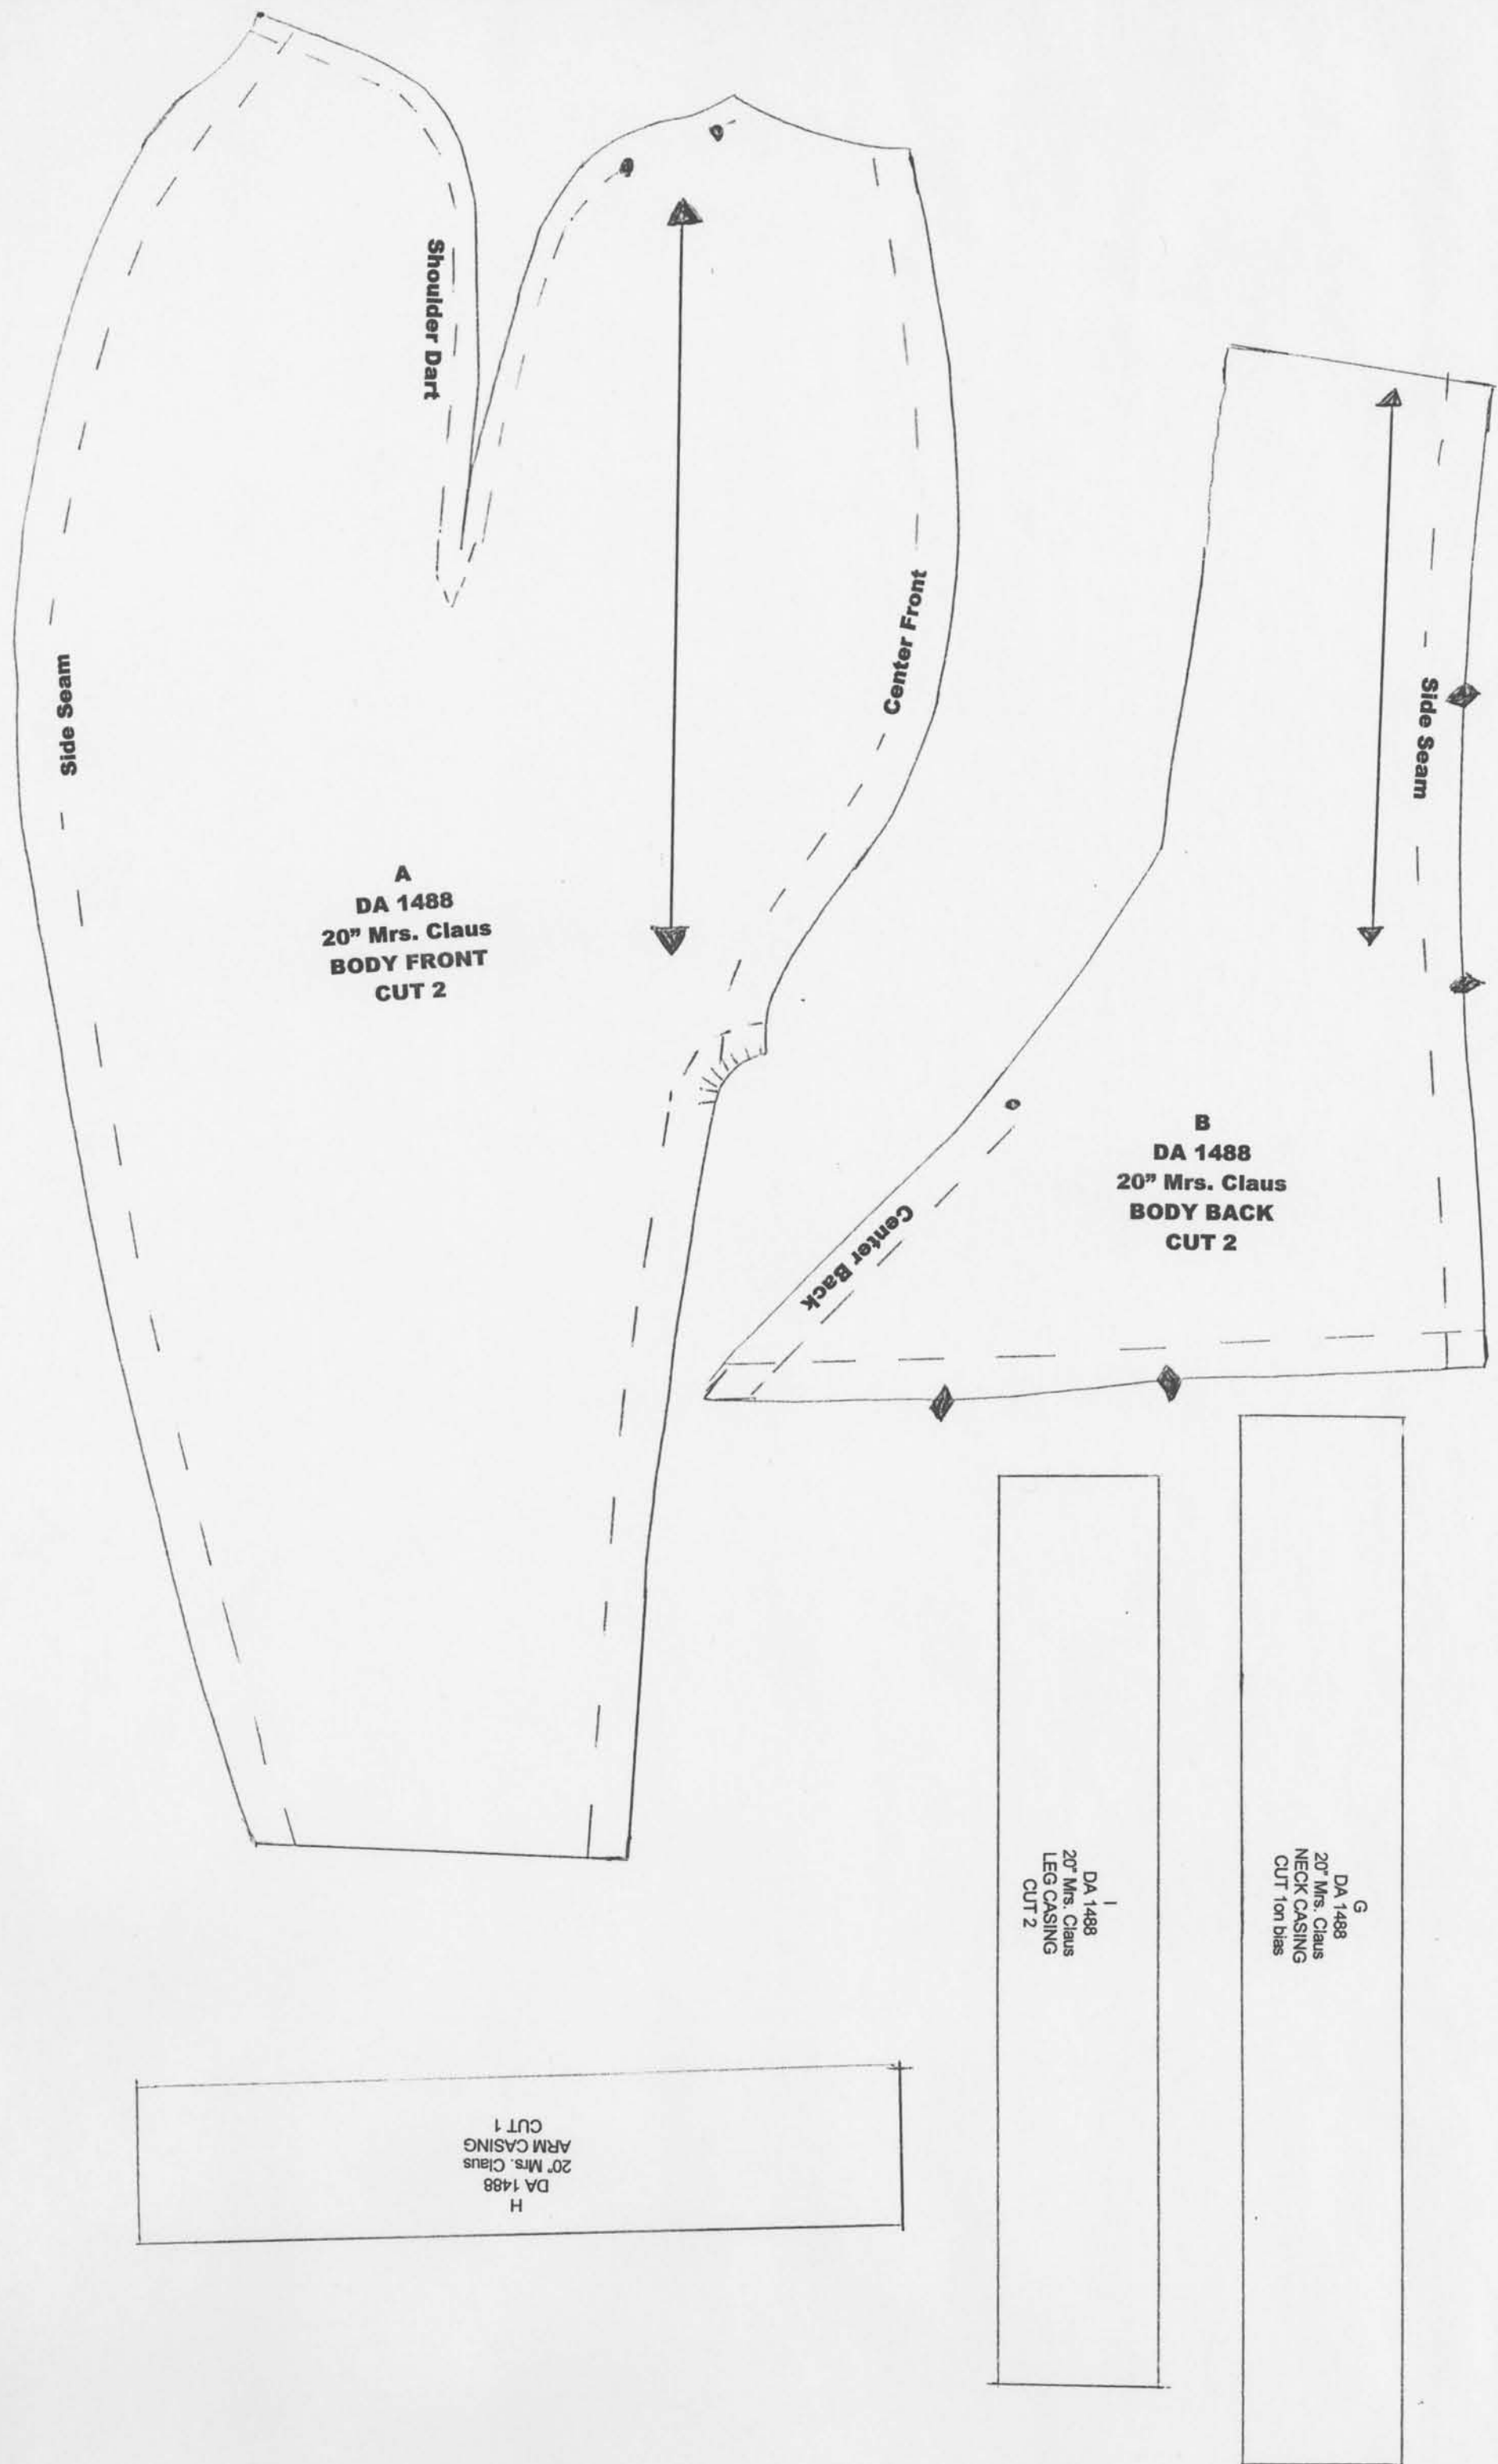 Shoulder Dart
Side Seam
Center Front
A
DA 1488
20” Mrs. Claus
BODY FRONT
CUT 2
Side Seam
B
DA 1488
20” Mrs. Claus
BODY BACK
CUT 2
Center Back
I
DA 1488
20" Mrs. Claus
LEG CASING
CUT 2
G
DA 1488
20" Mrs. Claus
NECK CASING
CUT 1on bias
H
DA 1488
20" Mrs. Claus
ARM CASING
CUT 1